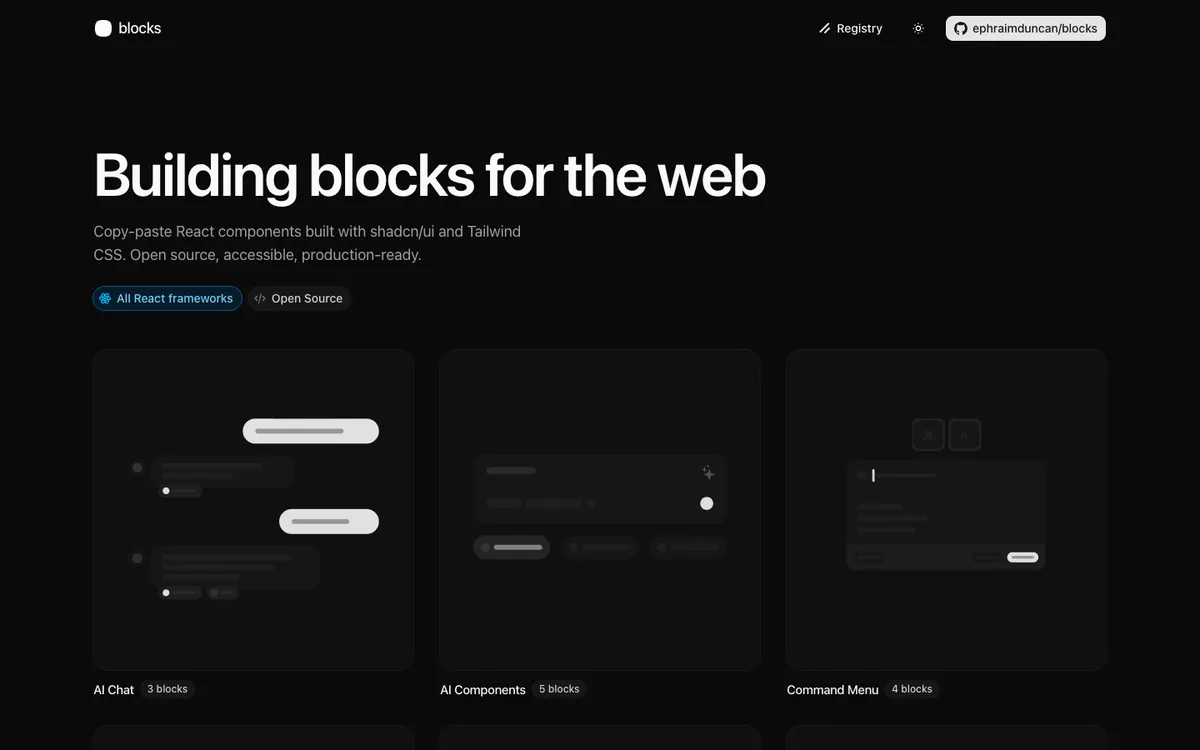 blocks
Registry
ephraimduncan/blocks
Building blocks for the web
Copy-paste React components built with shadcn/ui and Tailwind
CSS. Open source, accessible, production-ready.
All React frameworks
Open Source
AI Chat
3 blocks
AI Components
5 blocks
Command Menu
4 blocks